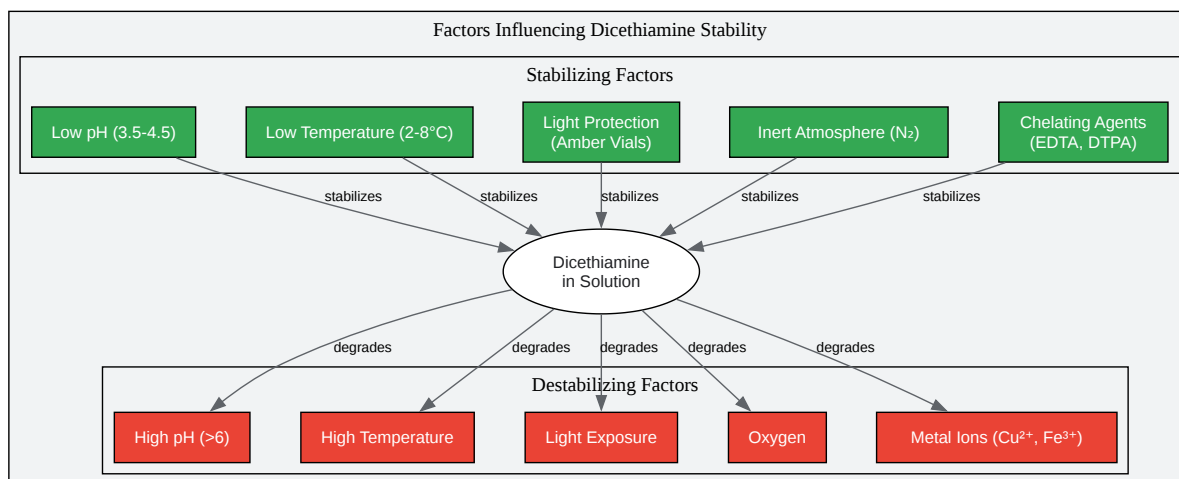 Factors Influencing Dicethiamine Stability
Stabilizing Factors
Low pH (3.5-4.5)
Low Temperature (2-8°C)
Light Protection
(Amber Vials)
Inert Atmosphere (N₂)
Chelating Agents
(EDTA, DTPA)
stabilizes
stabilizes
stabilizes
stabilizes
stabilizes
Dicethiamine
in Solution
degrades
degrades
degrades
degrades
degrades
Destabilizing Factors
High pH (>6)
High Temperature
Light Exposure
Oxygen
Metal Ions (Cu²⁺, Fe³⁺)